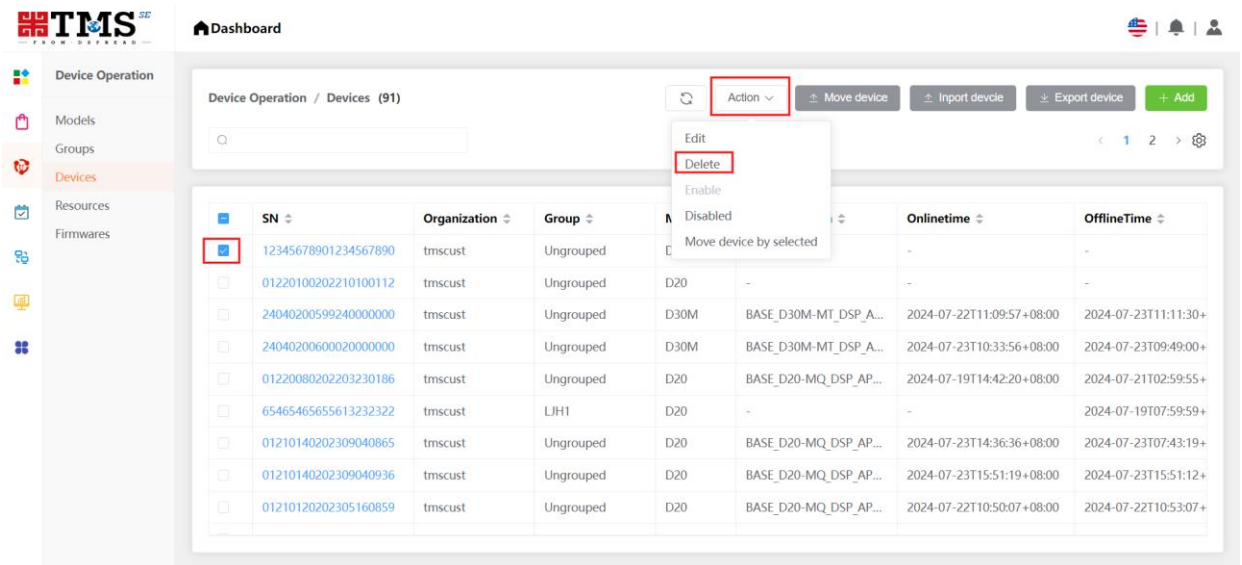 TMS SE
FROM DSPREAD
Dashboard
Device Operation
Models
Groups
Devices
Resources
Firmwares
Device Operation / Devices (91)
Action
Move device
Inport devcie
Export device
+ Add
Edit
Delete
Enable
Disabled
Move device by selected
1 2
SN Organization Group Onlinetime OfflineTime
12345678901234567890 tmscust Ungrouped - -
01220100202210100112 tmscust Ungrouped D20 - - -
24040200599240000000 tmscust Ungrouped D30M BASE_D30M-MT_DSP_A... 2024-07-22T11:09:57+08:00 2024-07-23T11:11:30+
24040200600020000000 tmscust Ungrouped D30M BASE_D30M-MT_DSP_A... 2024-07-23T10:33:56+08:00 2024-07-23T09:49:00+
01220080202203230186 tmscust Ungrouped D20 BASE_D20-MQ_DSP_AP... 2024-07-19T14:42:20+08:00 2024-07-21T02:59:55+
65465465655613232322 tmscust LJH1 D20 - - 2024-07-19T07:59:59+
01210140202309040865 tmscust Ungrouped D20 BASE_D20-MQ_DSP_AP... 2024-07-23T14:36:36+08:00 2024-07-23T07:43:19+
01210140202309040936 tmscust Ungrouped D20 BASE_D20-MQ_DSP_AP... 2024-07-23T15:51:19+08:00 2024-07-23T15:51:12+
01210120202305160859 tmscust Ungrouped D20 BASE_D20-MQ_DSP_AP... 2024-07-22T10:50:07+08:00 2024-07-22T10:53:07+